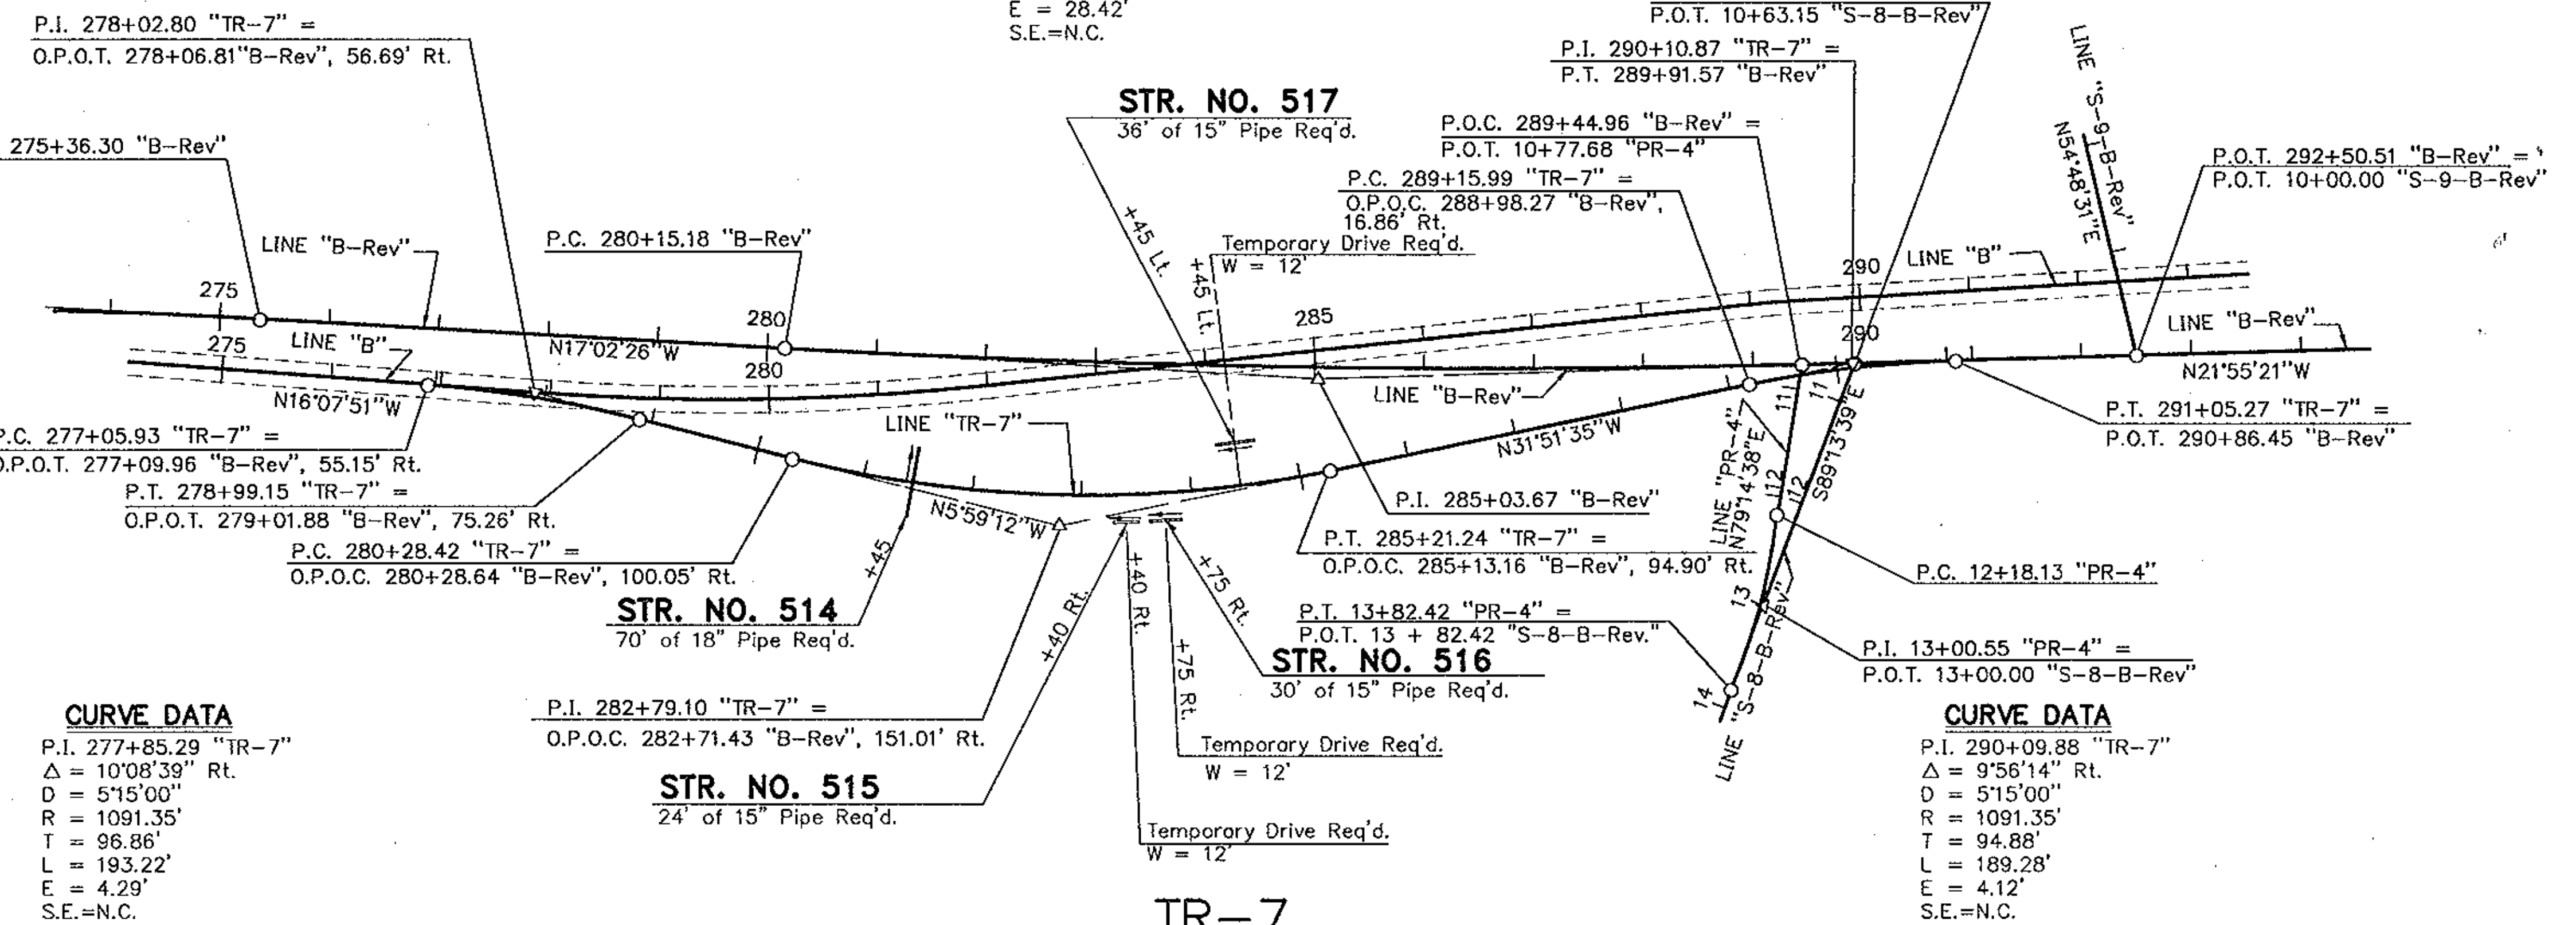 E = 28.42'
S.E.=N.C.
P.I. 278+02.80 "TR-7" =
O.P.O.T. 278+06.81"B-Rev", 56.69' Rt.
P.O.T. 10+63.15 "S-8-B-Rev"
P.I. 290+10.87 "TR-7" =
P.T. 289+91.57 "B-Rev"
LINE "S-9-B-Rev"
N54°48'31"E
STR. NO. 517
36' of 15" Pipe Req'd.
P.O.C. 289+44.96 "B-Rev" =
P.O.T. 10+77.68 "PR-4"
275+36.30 "B-Rev"
P.O.T. 292+50.51 "B-Rev" =
P.O.T. 10+00.00 "S-9-B-Rev"
P.C. 289+15.99 "TR-7" =
O.P.O.C. 288+98.27 "B-Rev",
16.86' Rt.
+45 Lt.
+45 Lt.
Temporary Drive Req'd.
W = 12'
LINE "B-Rev"
P.C. 280+15.18 "B-Rev"
LINE "B"
275
280
285
290
275
LINE "B"
N17°02'26"W
280
290
LINE "B-Rev"
N16°07'51"W
LINE "B-Rev"
N21°55'21"W
P.C. 277+05.93 "TR-7" =
O.P.O.T. 277+09.96 "B-Rev", 55.15' Rt.
LINE "TR-7"
N31°51'35"W
11
11
P.T. 291+05.27 "TR-7" =
P.O.T. 290+86.45 "B-Rev"
P.T. 278+99.15 "TR-7" =
O.P.O.T. 279+01.88 "B-Rev", 75.26' Rt.
N5°59'12"W
P.I. 285+03.67 "B-Rev"
LINE "PR-4"
N79°14'38"E
12
12
S89°13'39"E
P.C. 280+28.42 "TR-7" =
O.P.O.C. 280+28.64 "B-Rev", 100.05' Rt.
+45
P.T. 285+21.24 "TR-7" =
O.P.O.C. 285+13.16 "B-Rev", 94.90' Rt.
P.C. 12+18.13 "PR-4"
STR. NO. 514
70' of 18" Pipe Req'd.
+40 Rt.
+40 Rt.
+75 Rt.
+75 Rt.
P.T. 13+82.42 "PR-4" =
P.O.T. 13 + 82.42 "S-8-B-Rev."
13
STR. NO. 516
30' of 15" Pipe Req'd.
P.I. 13+00.55 "PR-4" =
P.O.T. 13+00.00 "S-8-B-Rev"
14
LINE "S-8-B-Rev"
P.I. 282+79.10 "TR-7" =
O.P.O.C. 282+71.43 "B-Rev", 151.01' Rt.
Temporary Drive Req'd.
W = 12'
STR. NO. 515
24' of 15" Pipe Req'd.
Temporary Drive Req'd.
W = 12'
CURVE DATA
P.I. 277+85.29 "TR-7"
Δ = 10°08'39" Rt.
D = 5°15'00"
R = 1091.35'
T = 96.86'
L = 193.22'
E = 4.29'
S.E.=N.C.
CURVE DATA
P.I. 290+09.88 "TR-7"
Δ = 9°56'14" Rt.
D = 5°15'00"
R = 1091.35'
T = 94.88'
L = 189.28'
E = 4.12'
S.E.=N.C.
TR-7